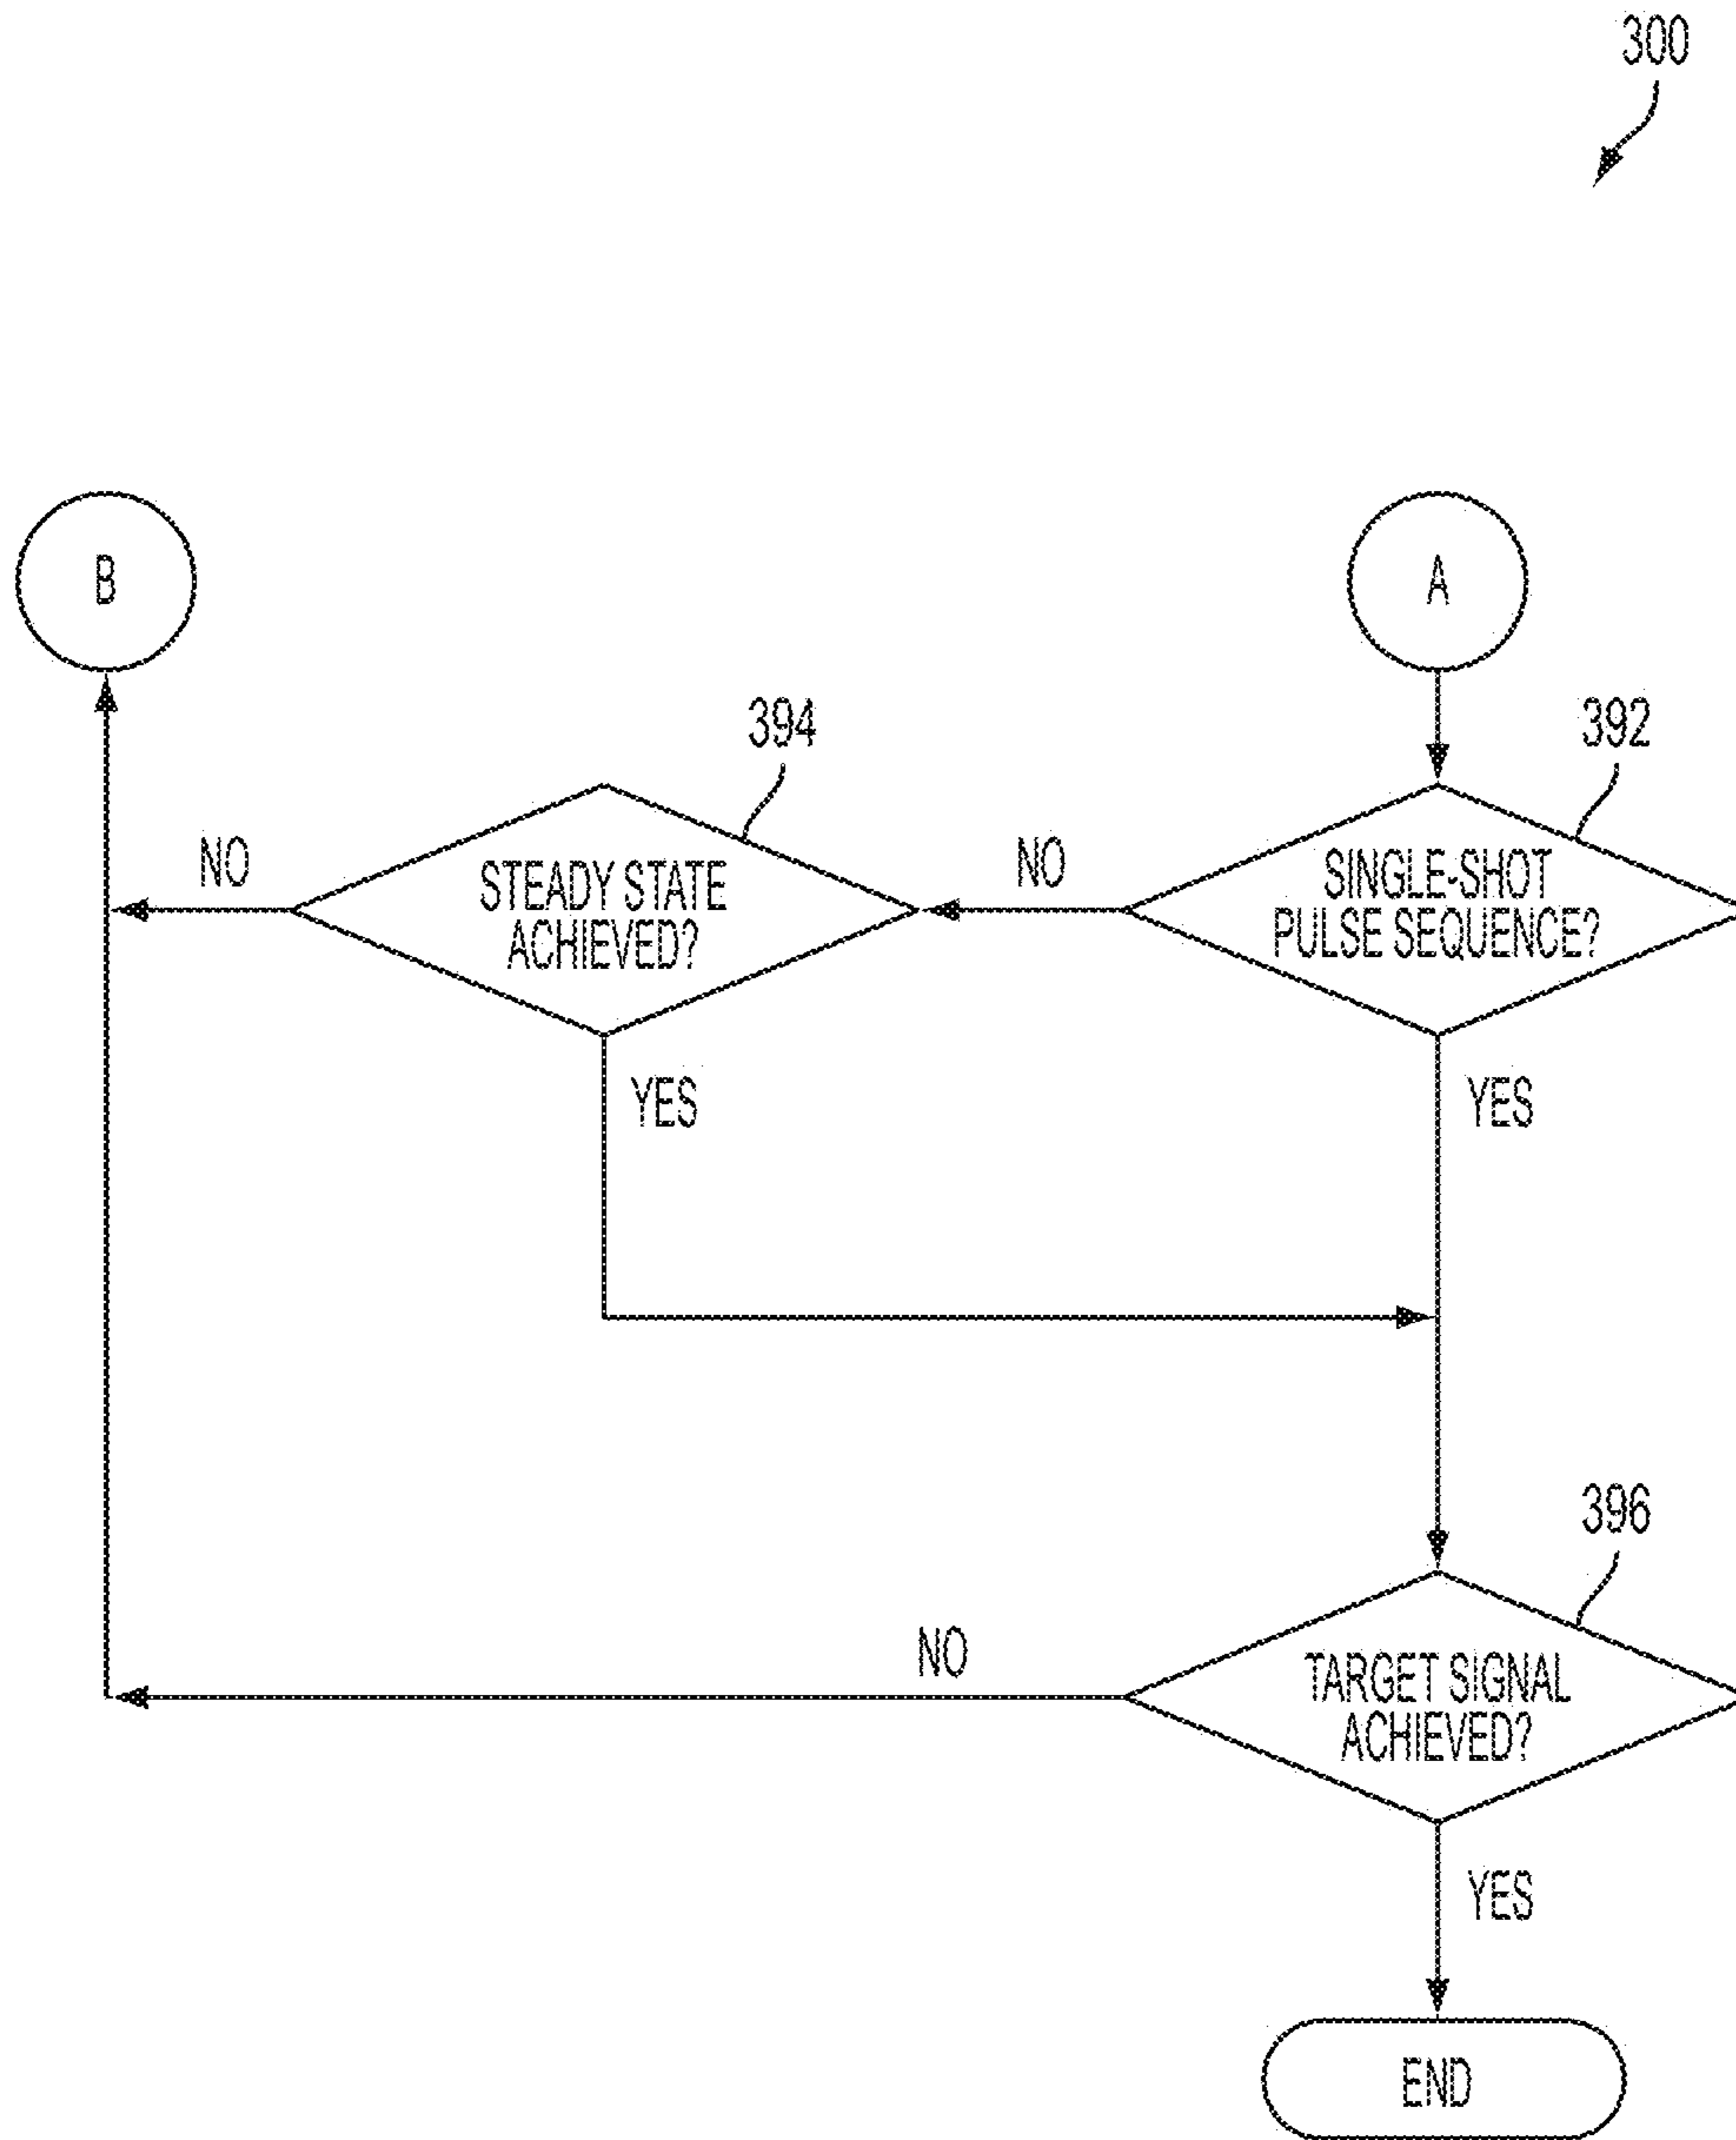 300
B
A
394
392
NO
STEADY STATE
ACHIEVED?
NO
SINGLE-SHOT
PULSE SEQUENCE?
YES
YES
396
NO
TARGET SIGNAL
ACHIEVED?
YES
END